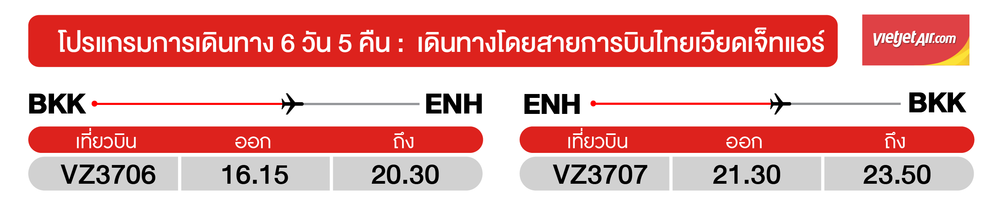 โปรแกรมการเดินทาง 6 วัน 5 คืน : เดินทางโดยสายการบินไทยเวียดเจ็ทแอร์
vietjetAir.com
BKK ENH
เที่ยวบิน ออก ถึง
VZ3706 16.15 20.30
ENH BKK
เที่ยวบิน ออก ถึง
VZ3707 21.30 23.50